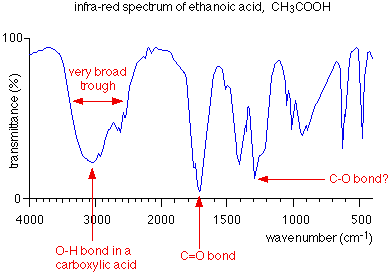 infra-red spectrum of ethanoic acid, CH3COOH
100
very broad
trough
transmittance (%)
C-O bond?
0
4000 3000 2000 1500 1000 400
wavenumber (cm-1)
O-H bond in a
carboxylic acid
C=O bond